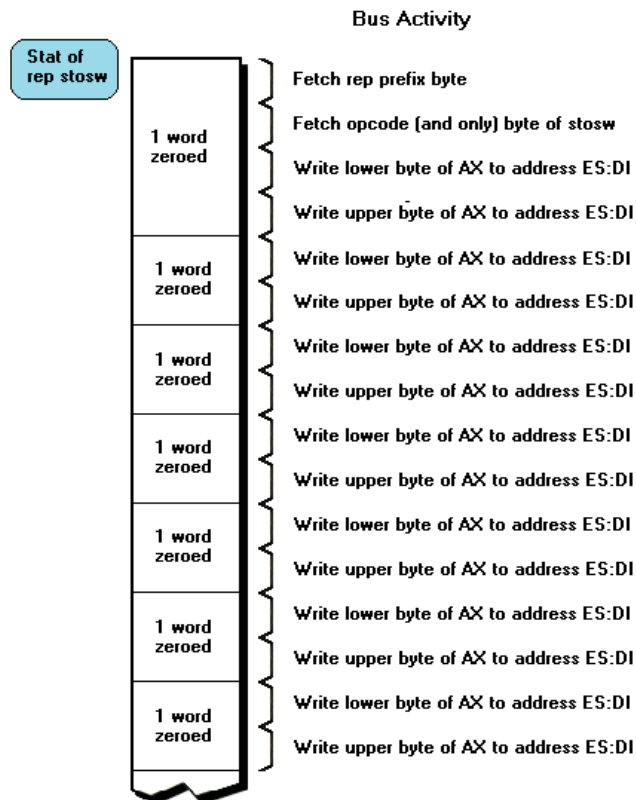 Bus Activity
Stat of
rep stosw
Fetch rep prefix byte
Fetch opcode (and only) byte of stosw
1 word
zeroed
Write lower byte of AX to address ES:DI
Write upper byte of AX to address ES:DI
1 word
zeroed
Write lower byte of AX to address ES:DI
Write upper byte of AX to address ES:DI
1 word
zeroed
Write lower byte of AX to address ES:DI
Write upper byte of AX to address ES:DI
1 word
zeroed
Write lower byte of AX to address ES:DI
Write upper byte of AX to address ES:DI
1 word
zeroed
Write lower byte of AX to address ES:DI
Write upper byte of AX to address ES:DI
1 word
zeroed
Write lower byte of AX to address ES:DI
Write upper byte of AX to address ES:DI
1 word
zeroed
Write lower byte of AX to address ES:DI
Write upper byte of AX to address ES:DI